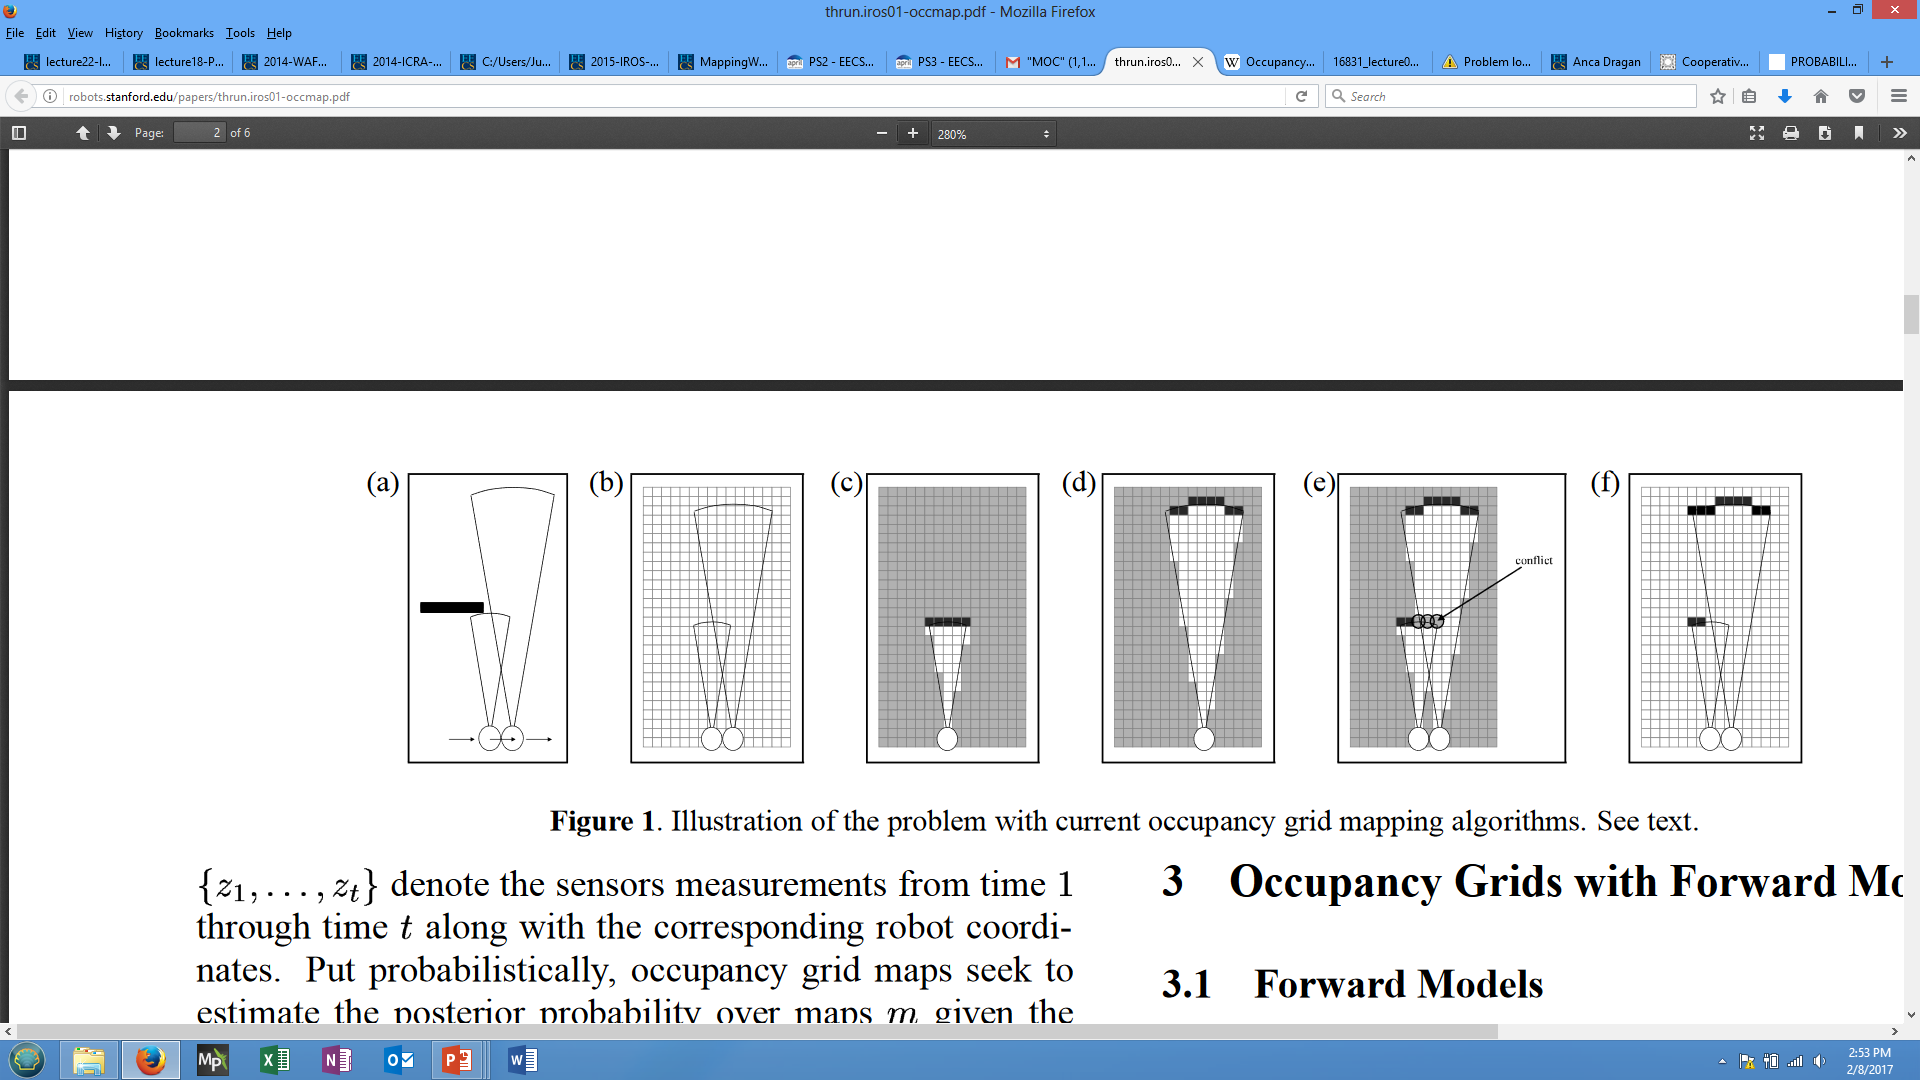 thrun.iros01-occmap.pdf - Mozilla Firefox
File Edit View History Bookmarks Tools Help
lecture22-l... lecture18-P... 2014-WAF... 2014-ICRA-... C:/Users/Ju... 2015-IROS-... MappingW... PS2 - EECS... PS3 - EECS... "MOC" (1,1... thrun.iros0... Occupancy... 16831_lecture0... Problem lo... Anca Dragan Cooperativ... PROBABILI...
robots.stanford.edu/papers/thrun.iros01-occmap.pdf Search
Page: 2 of 6 280%
(a) (b) (c) (d) (e) (f)
conflict
Figure 1. Illustration of the problem with current occupancy grid mapping algorithms. See text.
{z1, . . . , zt} denote the sensors measurements from time 1
through time t along with the corresponding robot coordi-
nates. Put probabilistically, occupancy grid maps seek to
estimate the posterior probability over maps m given the
3 Occupancy Grids with Forward Mo
3.1 Forward Models
2:53 PM
2/8/2017